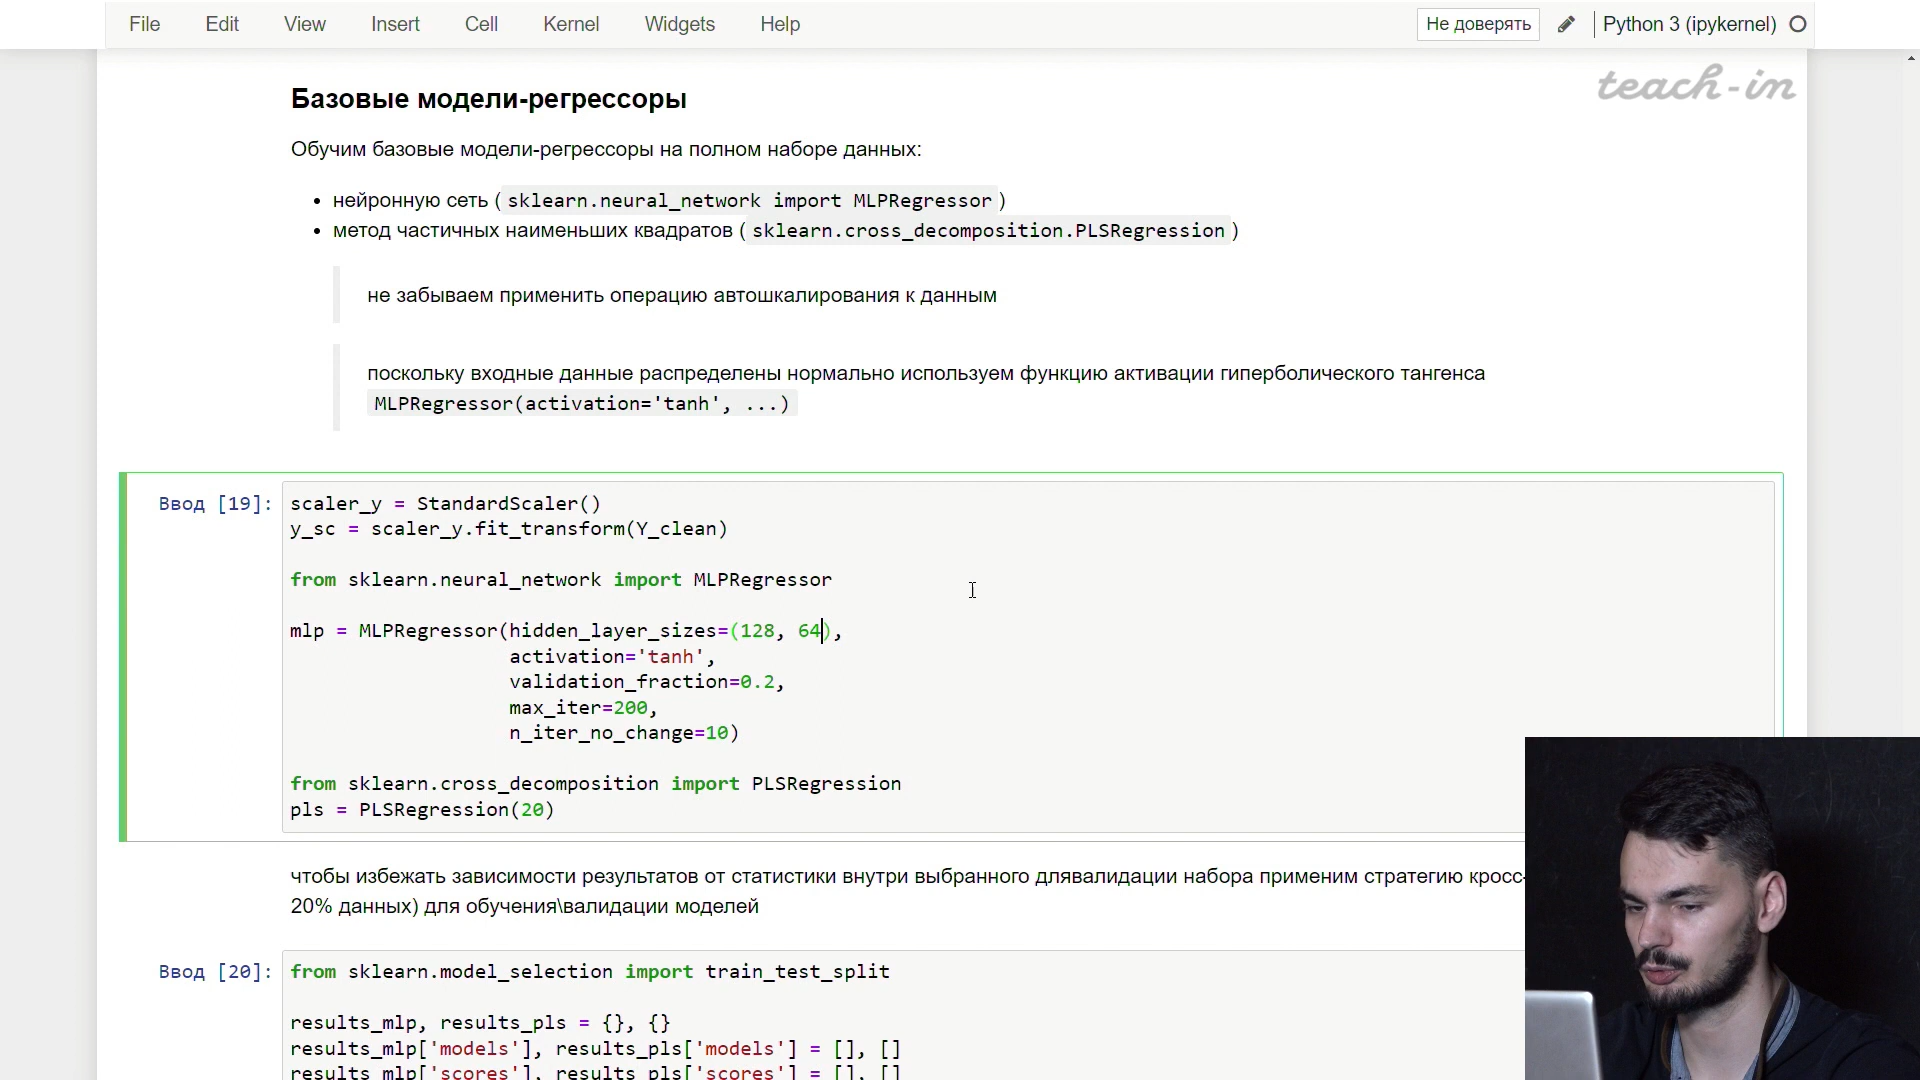 File Edit View Insert Cell Kernel Widgets Help Не доверять Python 3 (ipykernel)
teach-in
Базовые модели-регрессоры
Обучим базовые модели-регрессоры на полном наборе данных:
• нейронную сеть ( sklearn.neural_network import MLPRegressor )
• метод частичных наименьших квадратов ( sklearn.cross_decomposition.PLSRegression )
не забываем применить операцию автошкалирования к данным
поскольку входные данные распределены нормально используем функцию активации гиперболического тангенса
MLPRegressor(activation='tanh', ...)
Ввод [19]: scaler_y = StandardScaler()
y_sc = scaler_y.fit_transform(Y_clean)
from sklearn.neural_network import MLPRegressor
mlp = MLPRegressor(hidden_layer_sizes=(128, 64),
activation='tanh',
validation_fraction=0.2,
max_iter=200,
n_iter_no_change=10)
from sklearn.cross_decomposition import PLSRegression
pls = PLSRegression(20)
чтобы избежать зависимости результатов от статистики внутри выбранного длявалидации набора применим стратегию кросс-
20% данных) для обучения\валидации моделей
Ввод [20]: from sklearn.model_selection import train_test_split
results_mlp, results_pls = {}, {}
results_mlp['models'], results_pls['models'] = [], []
results_mlp['scores'], results_pls['scores'] = [], []